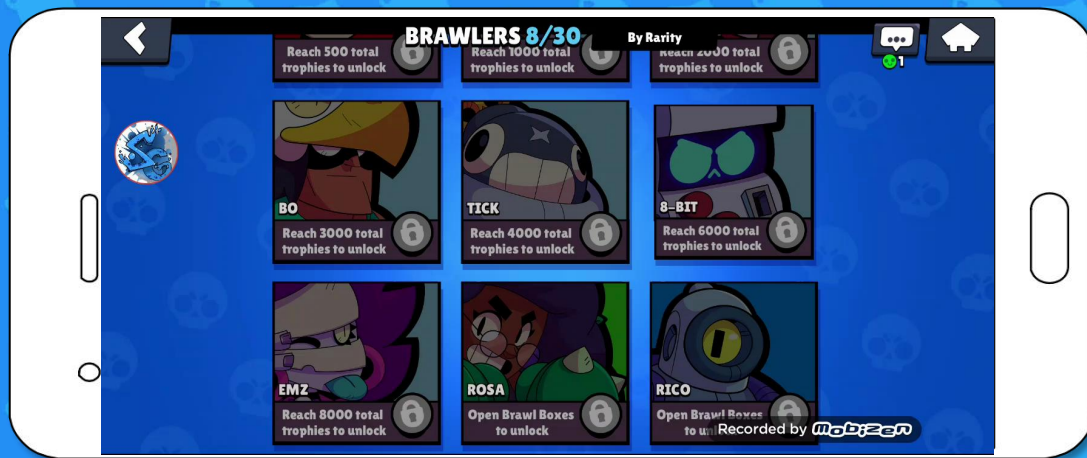 BRAWLERS 8/30
By Rarity
1
Reach 500 total
trophies to unlock
Reach 1000 total
trophies to unlock
Reach 2000 total
trophies to unlock
BO
Reach 3000 total
trophies to unlock
TICK
Reach 4000 total
trophies to unlock
8-BIT
Reach 6000 total
trophies to unlock
EMZ
Reach 8000 total
trophies to unlock
ROSA
Open Brawl Boxes
to unlock
RICO
Open Brawl Boxes
to
Recorded by Mobizen